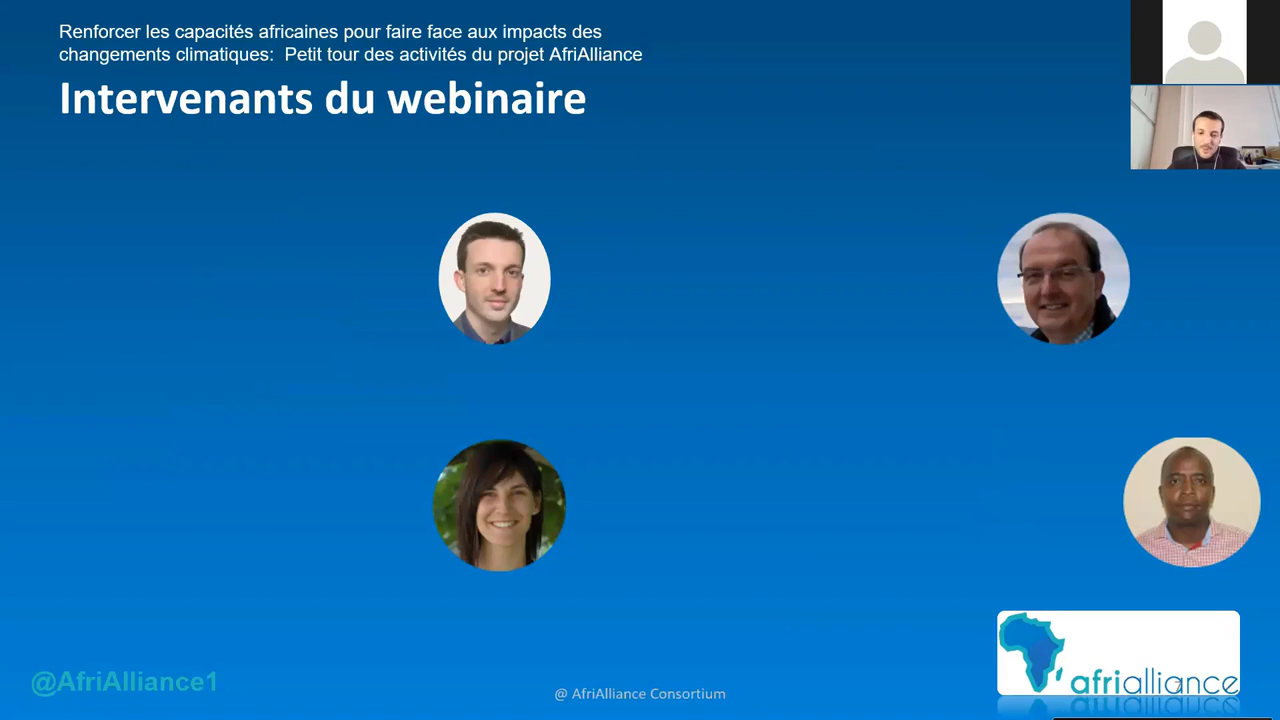 Renforcer les capacités africaines pour faire face aux impacts des
changements climatiques:  Petit tour des activités du projet AfriAlliance
Intervenants du webinaire
@AfriAlliance1
@ AfriAlliance Consortium
afrialliance